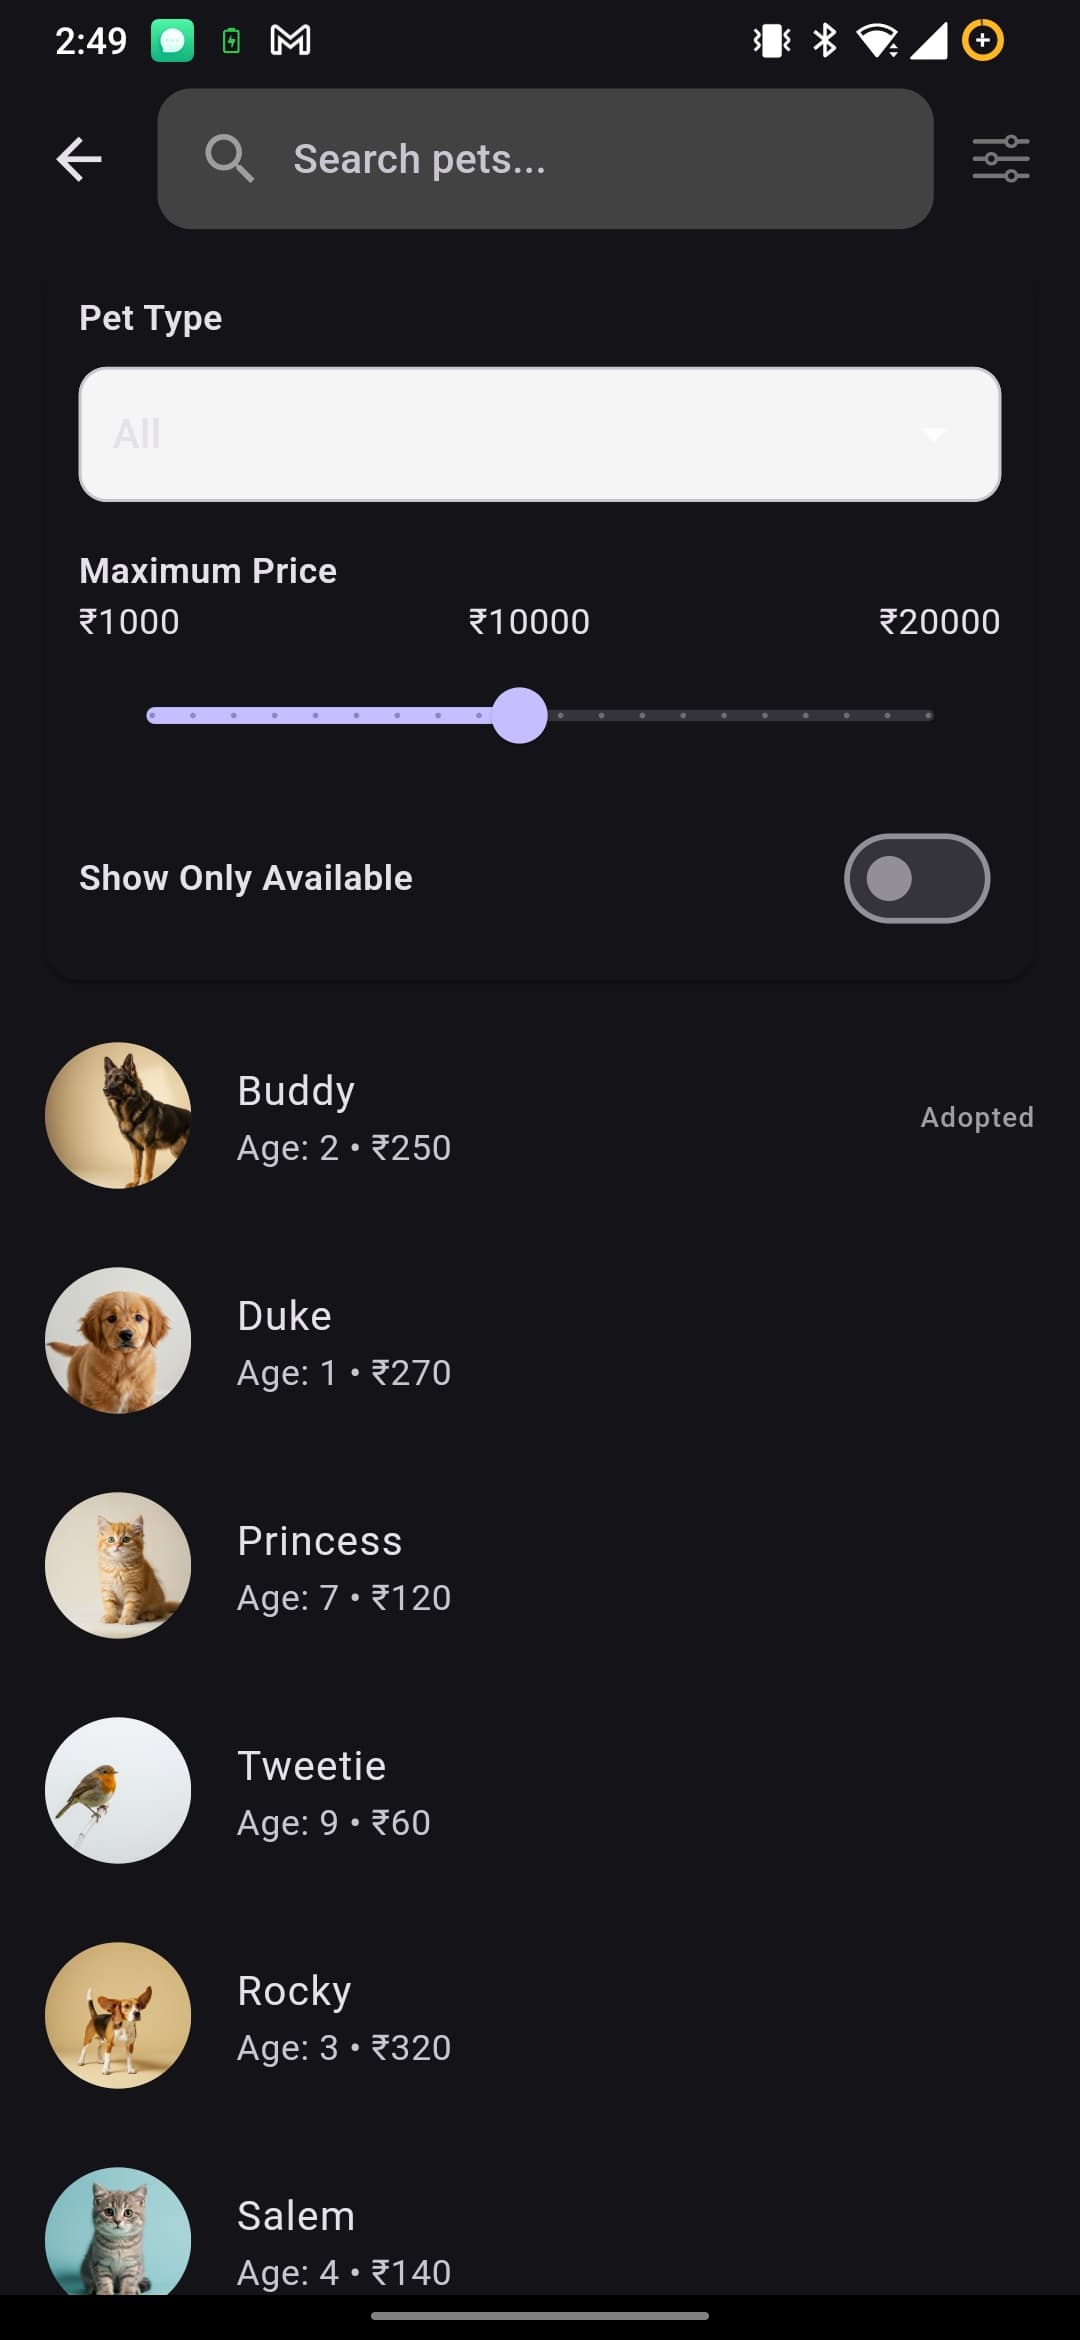 2:49
Search pets...
Pet Type
All
Maximum Price
₹1000 ₹10000 ₹20000
Show Only Available
Buddy
Age: 2 • ₹250
Adopted
Duke
Age: 1 • ₹270
Princess
Age: 7 • ₹120
Tweetie
Age: 9 • ₹60
Rocky
Age: 3 • ₹320
Salem
Age: 4 • ₹140